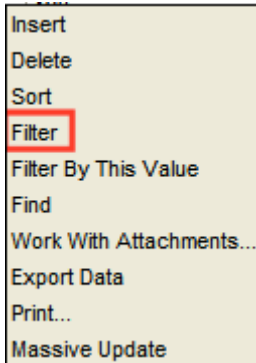 Insert
Delete
Sort
Filter
Filter By This Value
Find
Work With Attachments...
Export Data
Print...
Massive Update